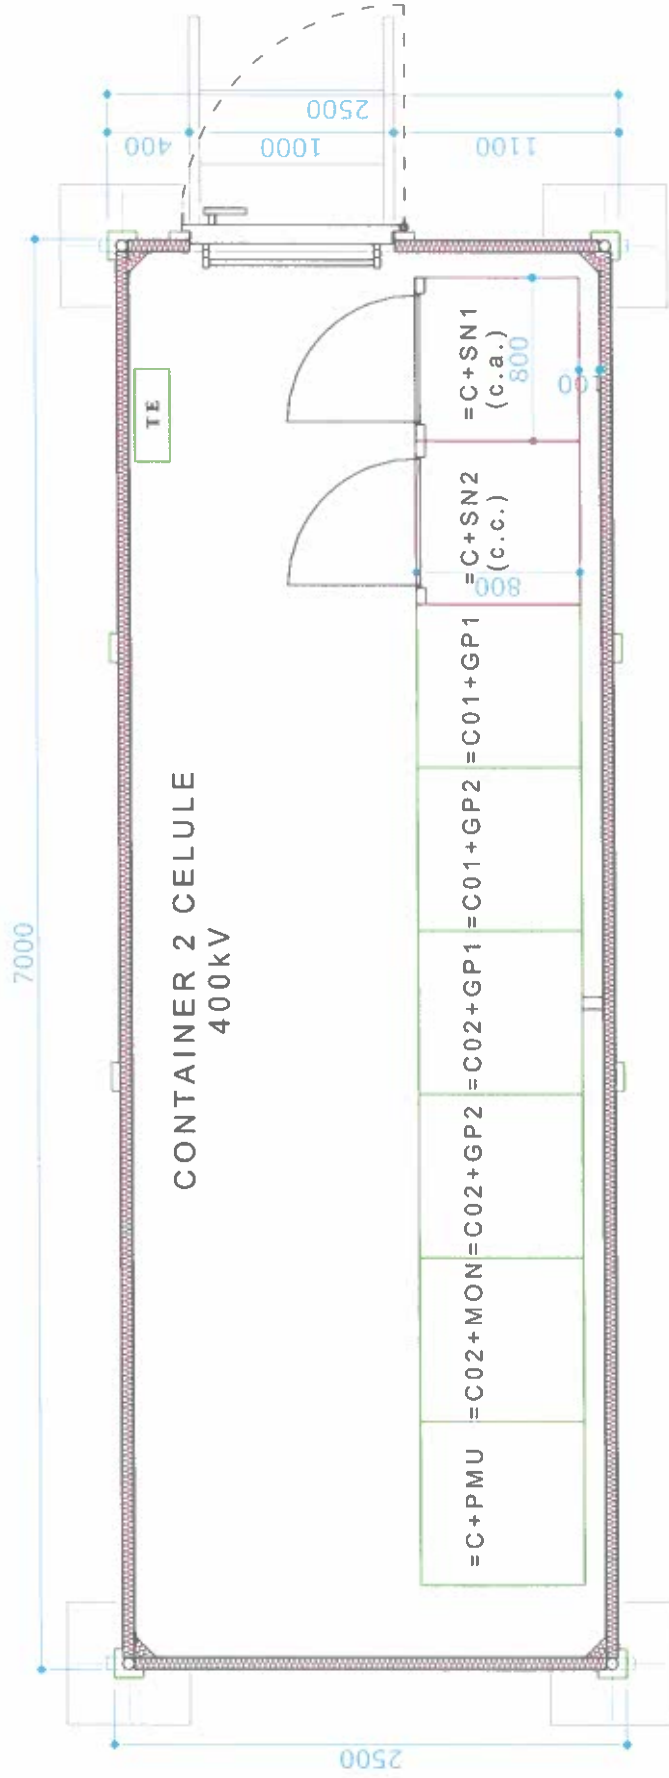 2500
400
1000
1100
TE
=C+SN1
(c.a.)
800
100
=C+SN2
(c.c.)
800
=C01+GP1
=C01+GP2
=C02+GP1
=C02+GP2
=C02+MON
=C+PMU
CONTAINER 2 CELULE
400kV
7000
2500